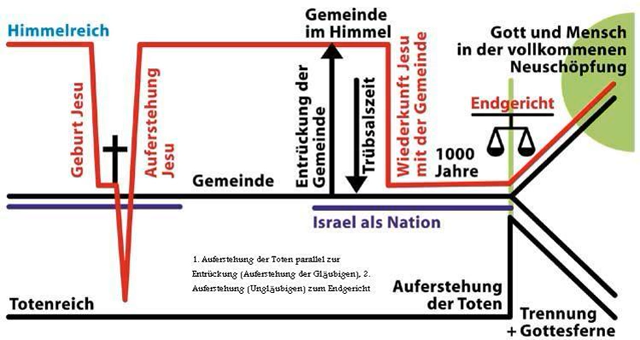 Himmelreich
Geburt Jesu
Auferstehung
Jesu
Gemeinde
im Himmel
Gemeinde
Entrückung der
Gemeinde
Trübsalszeit
Wiederkunft Jesu
mit der Gemeinde
1000
Jahre
Endgericht
Gott und Mensch
in der vollkommenen
Neuschöpfung
Israel als Nation
1. Auferstehung der Toten parallel zur
Entrückung (Auferstehung der Gläubigen), 2.
Auferstehung (Ungläubigen) zum Endgericht
Totenreich
Auferstehung
der Toten
Trennung
+ Gottesferne